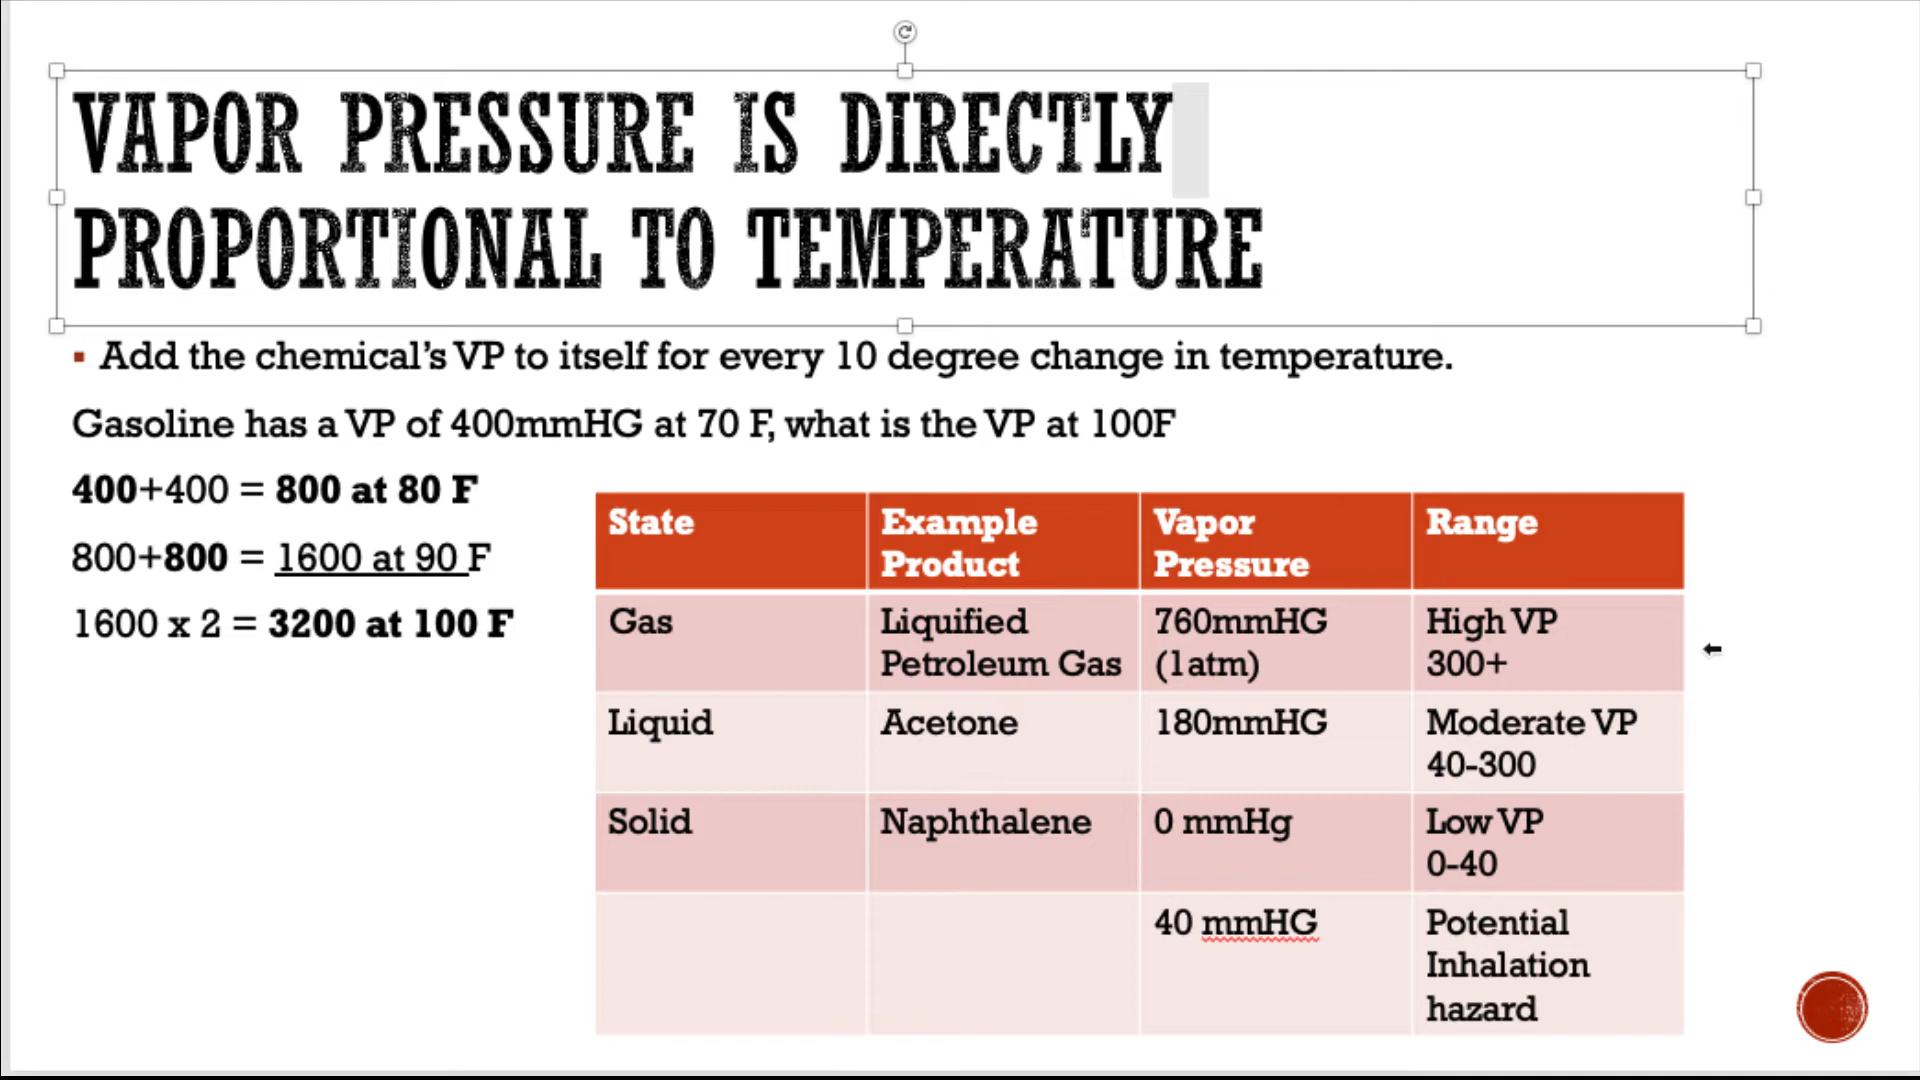 VAPOR PRESSURE IS DIRECTLY
PROPORTIONAL TO TEMPERATURE
▪ Add the chemical's VP to itself for every 10 degree change in temperature.
Gasoline has a VP of 400mmHG at 70 F, what is the VP at 100F
400+400 = 800 at 80 F
800+800 = 1600 at 90 F
1600 x 2 = 3200 at 100 F
State
Example
Product
Vapor
Pressure
Range
Gas
Liquified
Petroleum Gas
760mmHG
(1atm)
High VP
300+
Liquid
Acetone
180mmHG
Moderate VP
40-300
Solid
Naphthalene
0 mmHg
Low VP
0-40
40 mmHG
Potential
Inhalation
hazard